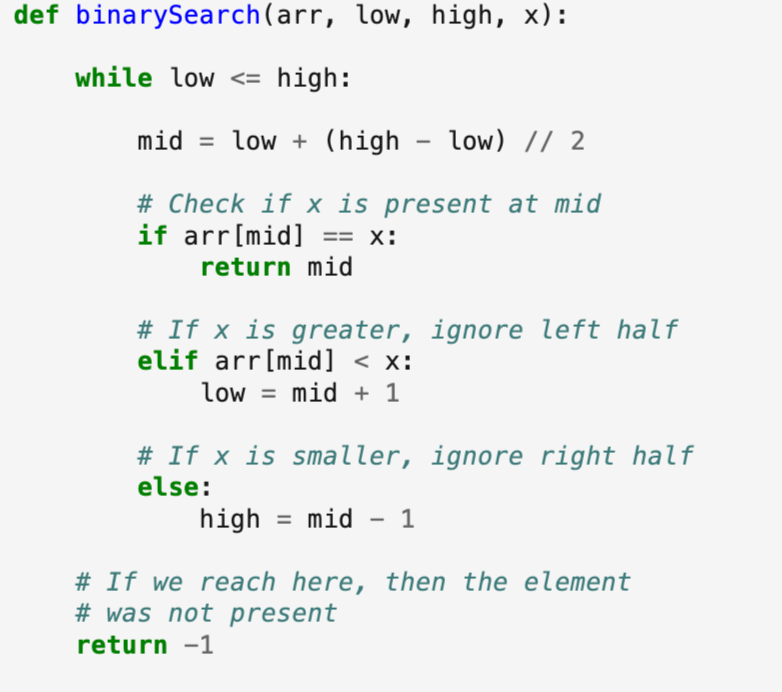 def binarySearch(arr, low, high, x):
    while low <= high:
        mid = low + (high - low) // 2
        # Check if x is present at mid
        if arr[mid] == x:
            return mid
        # If x is greater, ignore left half
        elif arr[mid] < x:
            low = mid + 1
        # If x is smaller, ignore right half
        else:
            high = mid - 1
    # If we reach here, then the element
    # was not present
    return -1